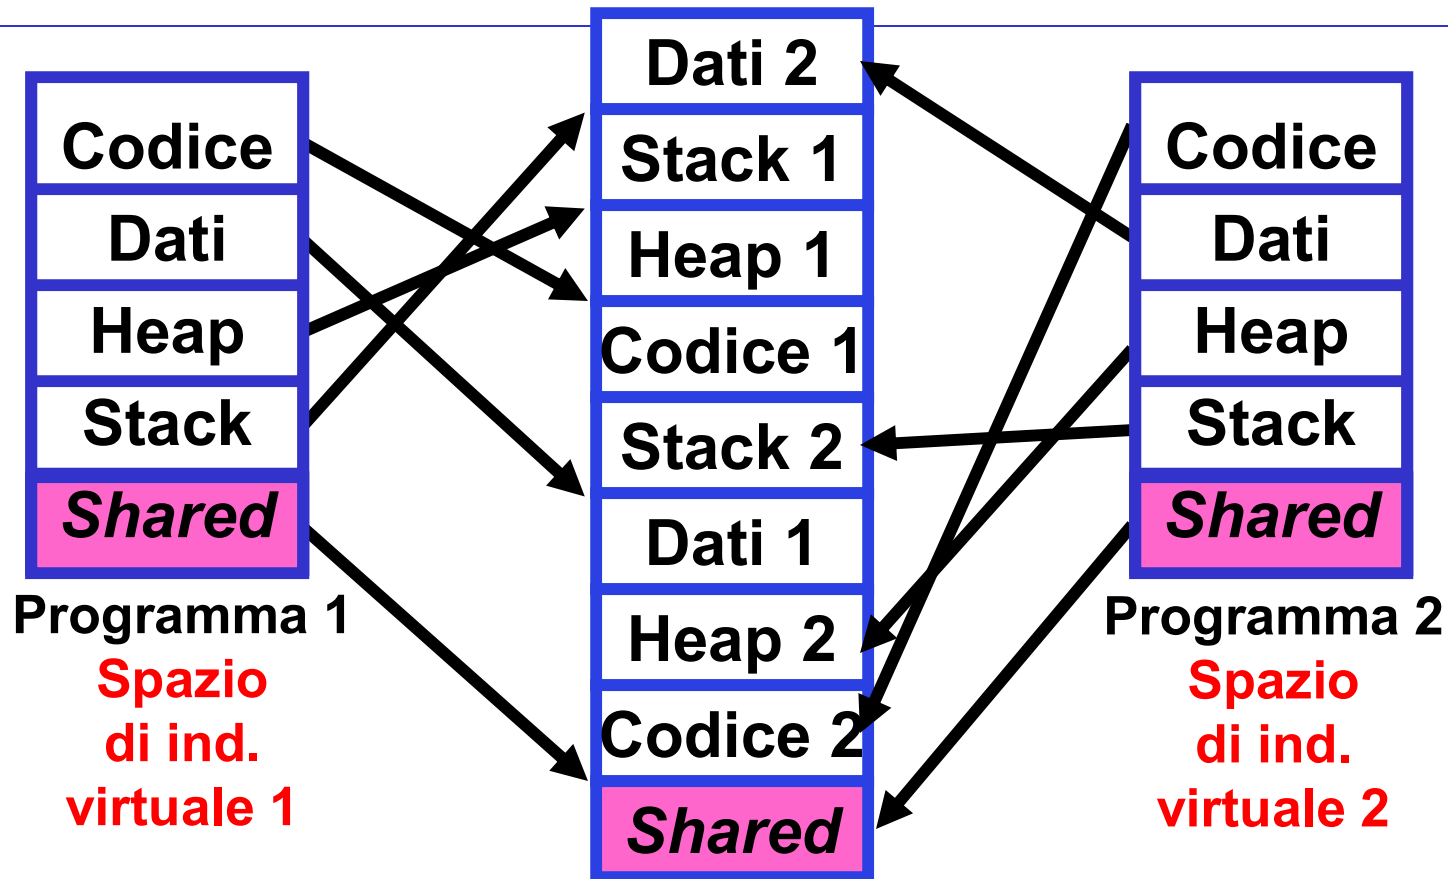 Codice
Dati
Heap
Stack
Shared
Programma 1
Spazio
di ind.
virtuale 1
Dati 2
Stack 1
Heap 1
Codice 1
Stack 2
Dati 1
Heap 2
Codice 2
Shared
Codice
Dati
Heap
Stack
Shared
Programma 2
Spazio
di ind.
virtuale 2